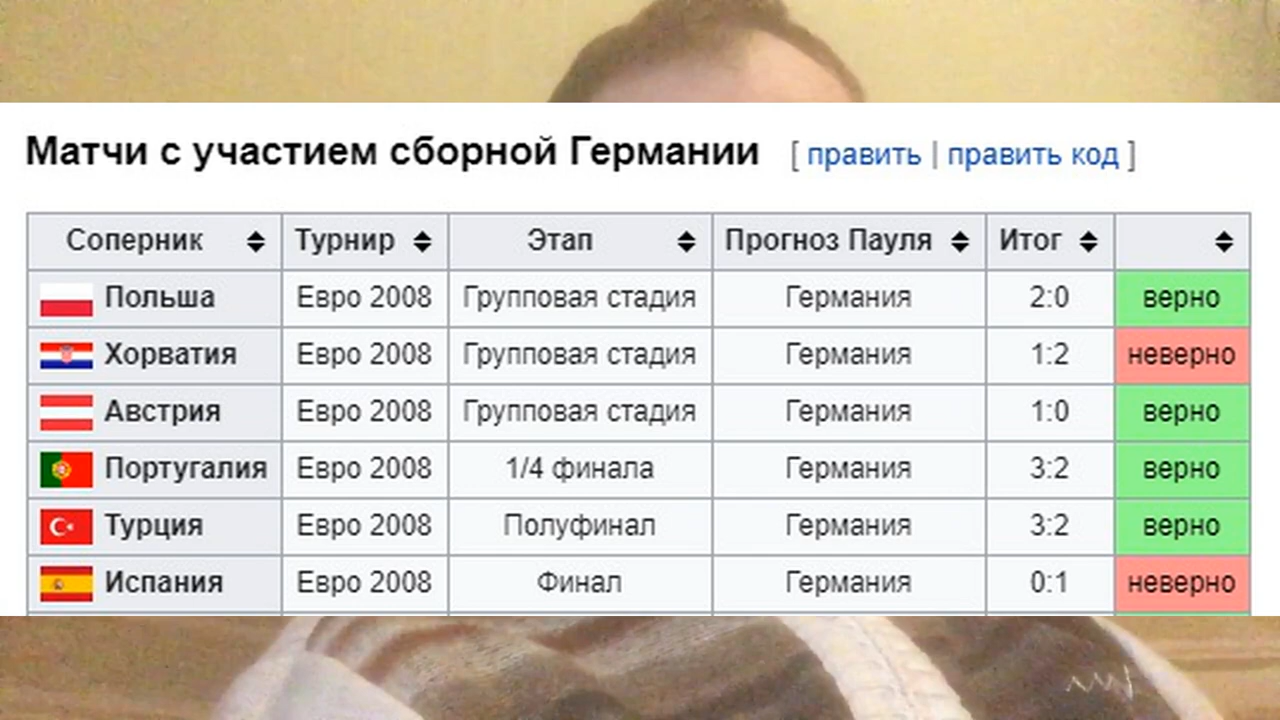 Матчи с участием сборной Германии [ править | править код ]
Соперник Турнир Этап Прогноз Пауля Итог
Польша Евро 2008 Групповая стадия Германия 2:0 верно
Хорватия Евро 2008 Групповая стадия Германия 1:2 неверно
Австрия Евро 2008 Групповая стадия Германия 1:0 верно
Португалия Евро 2008 1/4 финала Германия 3:2 верно
Турция Евро 2008 Полуфинал Германия 3:2 верно
Испания Евро 2008 Финал Германия 0:1 неверно